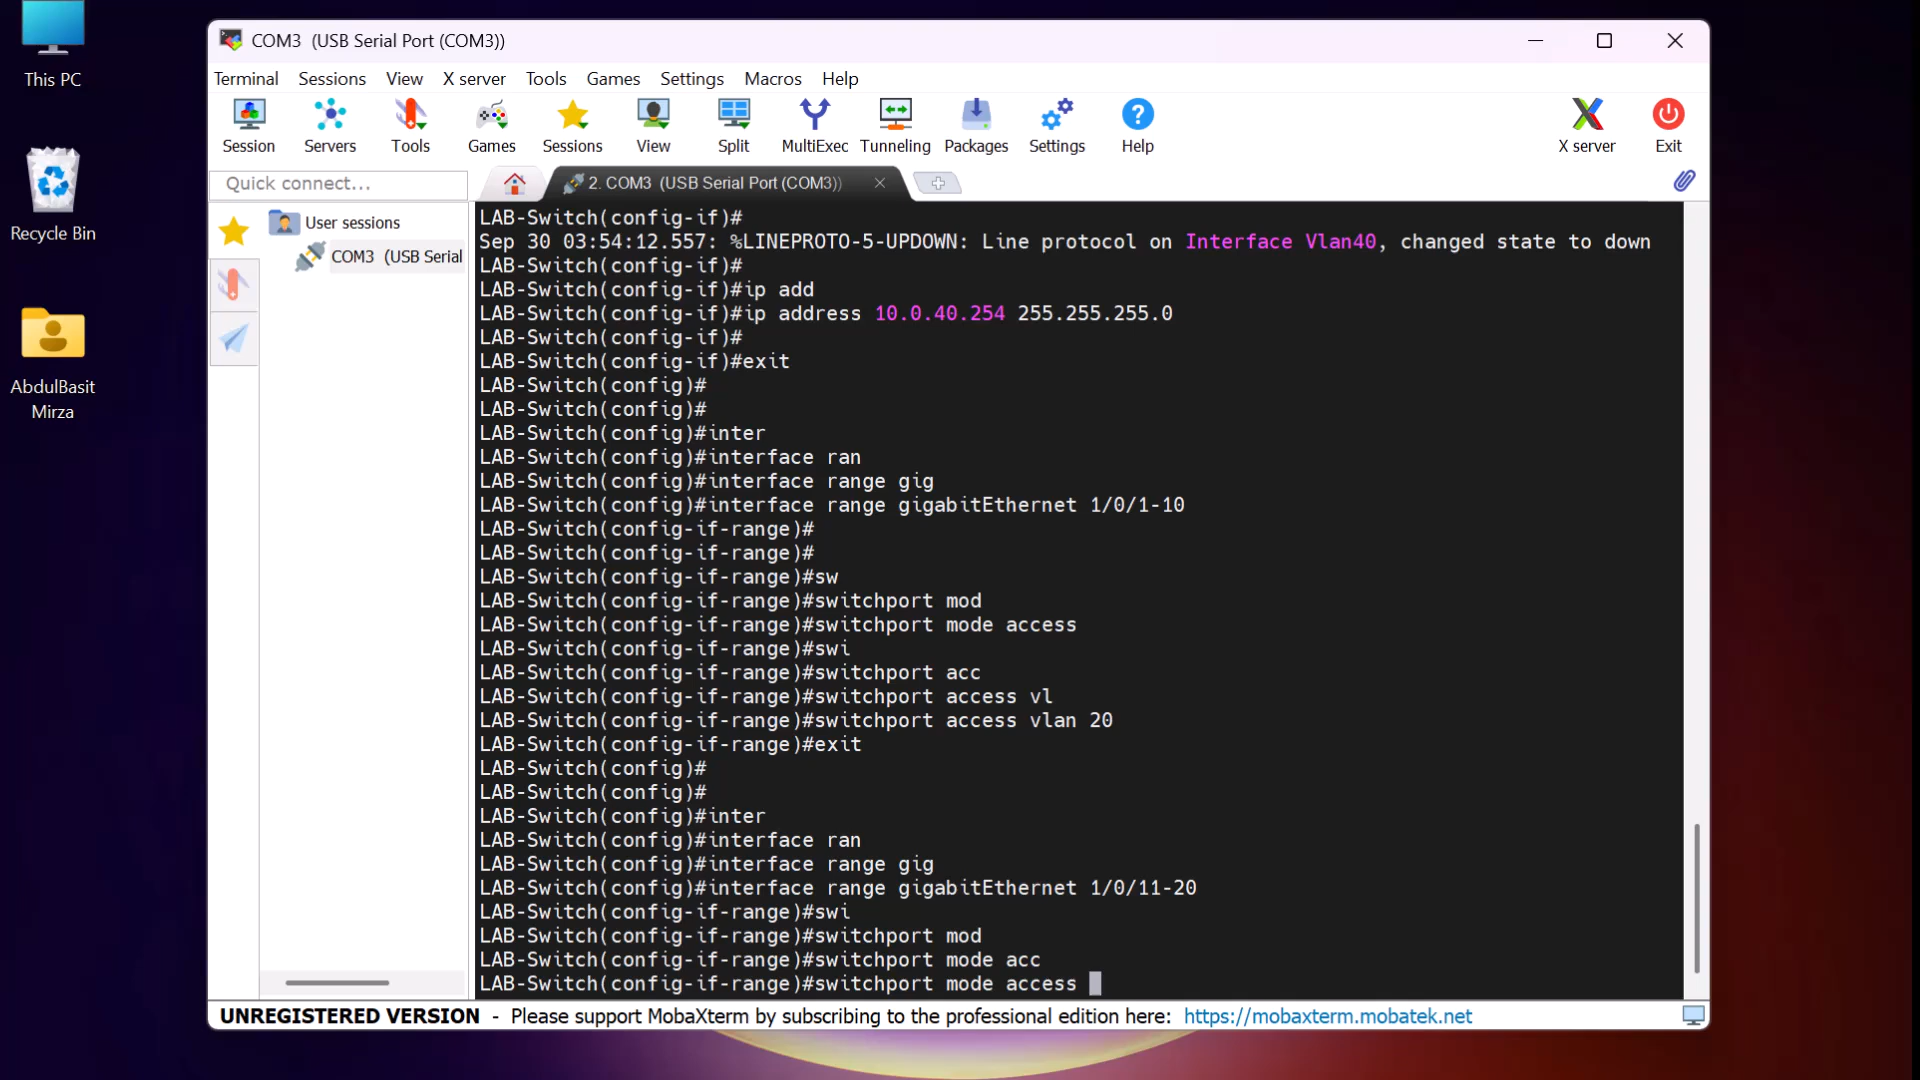 This PC
Recycle Bin
AbdulBasit
Mirza
COM3 (USB Serial Port (COM3))
Terminal Sessions View X server Tools Games Settings Macros Help
Session Servers Tools Games Sessions View Split MultiExec Tunneling Packages Settings Help X server Exit
Quick connect...
2. COM3 (USB Serial Port (COM3))
User sessions
COM3 (USB Serial
LAB-Switch(config-if)#
Sep 30 03:54:12.557: %LINEPROTO-5-UPDOWN: Line protocol on Interface Vlan40, changed state to down
LAB-Switch(config-if)#
LAB-Switch(config-if)#ip add
LAB-Switch(config-if)#ip address 10.0.40.254 255.255.255.0
LAB-Switch(config-if)#
LAB-Switch(config-if)#exit
LAB-Switch(config)#
LAB-Switch(config)#
LAB-Switch(config)#inter
LAB-Switch(config)#interface ran
LAB-Switch(config)#interface range gig
LAB-Switch(config)#interface range gigabitEthernet 1/0/1-10
LAB-Switch(config-if-range)#
LAB-Switch(config-if-range)#
LAB-Switch(config-if-range)#sw
LAB-Switch(config-if-range)#switchport mod
LAB-Switch(config-if-range)#switchport mode access
LAB-Switch(config-if-range)#swi
LAB-Switch(config-if-range)#switchport acc
LAB-Switch(config-if-range)#switchport access vl
LAB-Switch(config-if-range)#switchport access vlan 20
LAB-Switch(config-if-range)#exit
LAB-Switch(config)#
LAB-Switch(config)#
LAB-Switch(config)#inter
LAB-Switch(config)#interface ran
LAB-Switch(config)#interface range gig
LAB-Switch(config)#interface range gigabitEthernet 1/0/11-20
LAB-Switch(config-if-range)#swi
LAB-Switch(config-if-range)#switchport mod
LAB-Switch(config-if-range)#switchport mode acc
LAB-Switch(config-if-range)#switchport mode access
UNREGISTERED VERSION - Please support MobaXterm by subscribing to the professional edition here: https://mobaxterm.mobatek.net